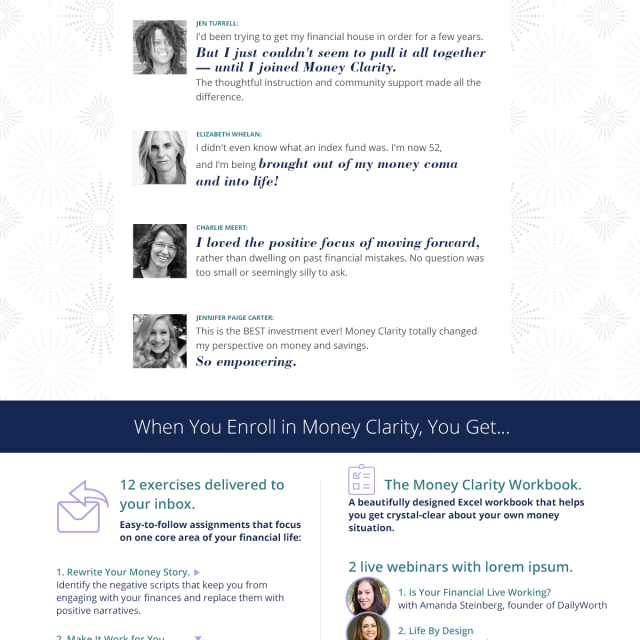 JEN TURRELL:
I'd been trying to get my financial house in order for a few years.
But I just couldn't seem to pull it all together
— until I joined Money Clarity.
The thoughtful instruction and community support made all the
difference.
ELIZABETH WHELAN:
I didn't even know what an index fund was. I'm now 52,
and I'm being brought out of my money coma
and into life!
CHARLIE MEERT:
I loved the positive focus of moving forward,
rather than dwelling on past financial mistakes. No question was
too small or seemingly silly to ask.
JENNIFER PAIGE CARTER:
This is the BEST investment ever! Money Clarity totally changed
my perspective on money and savings.
So empowering.
When You Enroll in Money Clarity, You Get...
12 exercises delivered to
your inbox.
Easy-to-follow assignments that focus
on one core area of your financial life:
1. Rewrite Your Money Story.
Identify the negative scripts that keep you from
engaging with your finances and replace them with
positive narratives.
2. Make It Work for You
The Money Clarity Workbook.
A beautifully designed Excel workbook that helps
you get crystal-clear about your own money
situation.
2 live webinars with lorem ipsum.
1. Is Your Financial Live Working?
with Amanda Steinberg, founder of DailyWorth
2. Life By Design